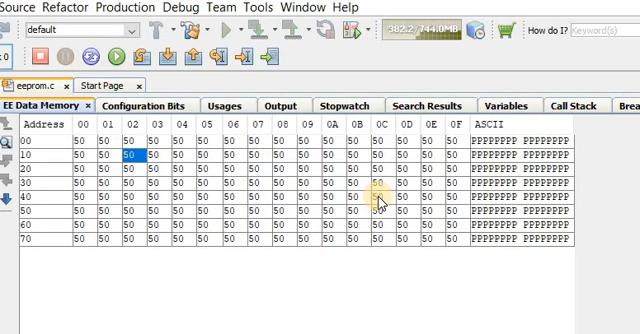 Source Refactor Production Debug Team Tools Window Help
default 382.2/744.0MB How do I? Keyword(s)
0
eeprom.c x Start Page x
EE Data Memory x Configuration Bits Usages Output Stopwatch Search Results Variables Call Stack Brea
Address 00 01 02 03 04 05 06 07 08 09 0A 0B 0C 0D 0E 0F ASCII
00 50 50 50 50 50 50 50 50 50 50 50 50 50 50 50 50 PPPPPPPP PPPPPPPP
10 50 50 50 50 50 50 50 50 50 50 50 50 50 50 50 50 PPPPPPPP PPPPPPPP
20 50 50 50 50 50 50 50 50 50 50 50 50 50 50 50 50 PPPPPPPP PPPPPPPP
30 50 50 50 50 50 50 50 50 50 50 50 50 50 50 50 50 PPPPPPPP PPPPPPPP
40 50 50 50 50 50 50 50 50 50 50 50 50 50 50 50 50 PPPPPPPP PPPPPPPP
50 50 50 50 50 50 50 50 50 50 50 50 50 50 50 50 50 PPPPPPPP PPPPPPPP
60 50 50 50 50 50 50 50 50 50 50 50 50 50 50 50 50 PPPPPPPP PPPPPPPP
70 50 50 50 50 50 50 50 50 50 50 50 50 50 50 50 50 PPPPPPPP PPPPPPPP